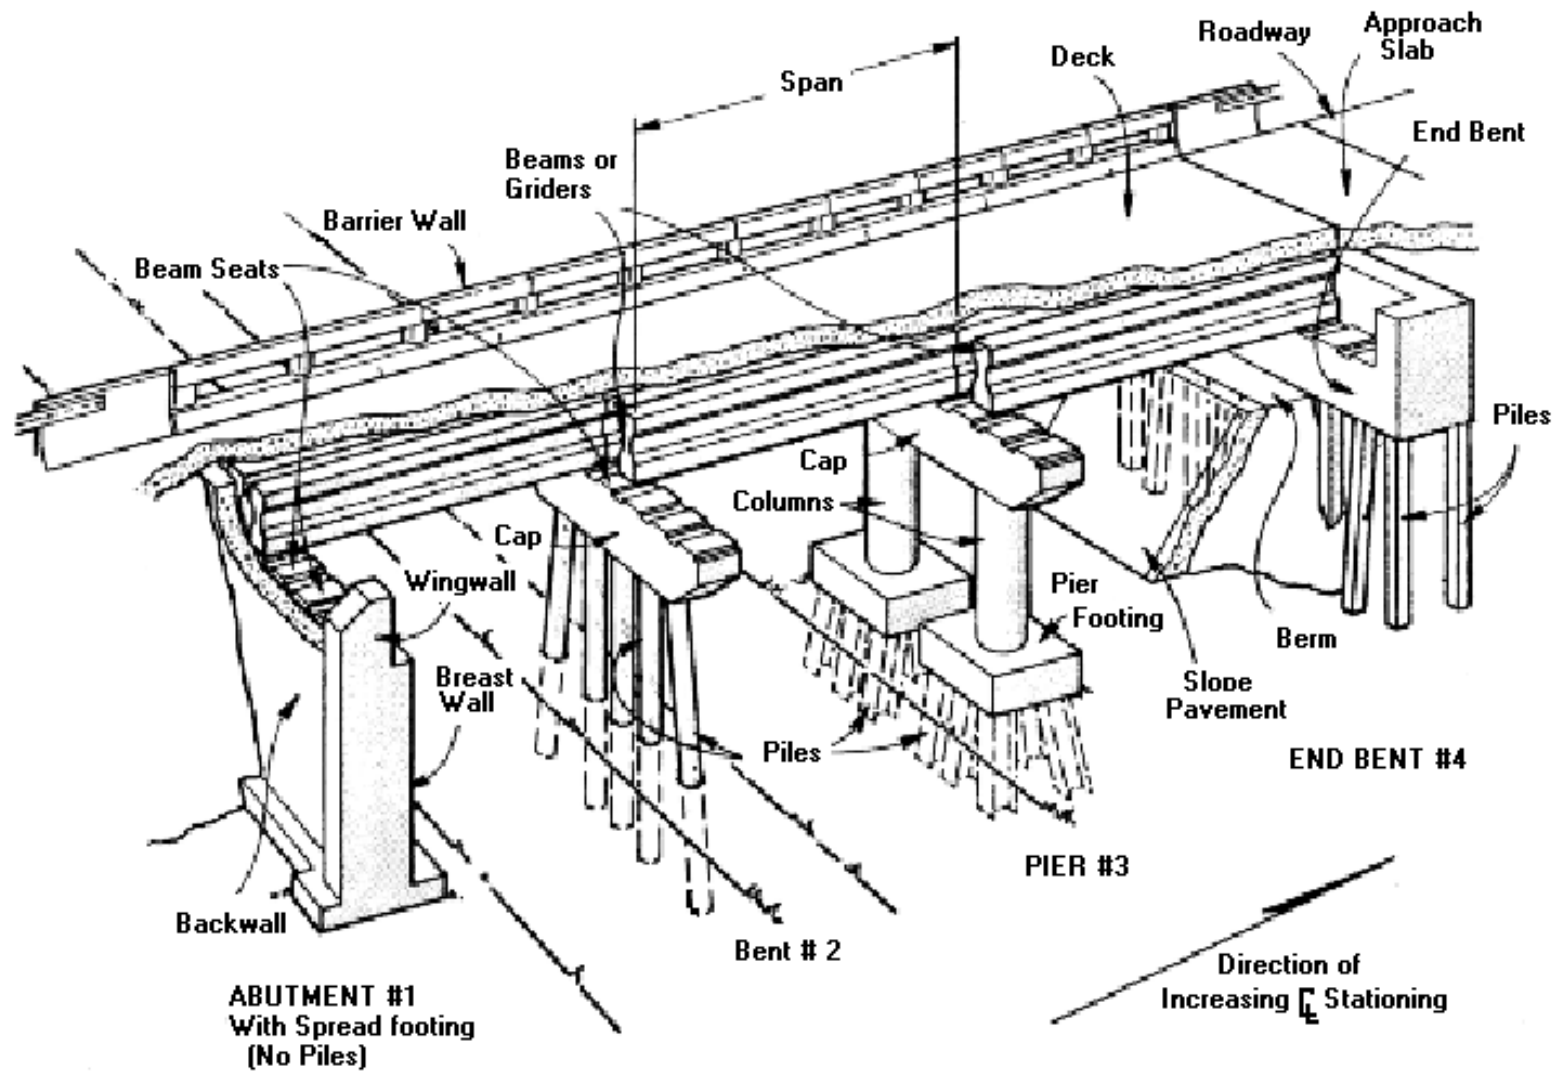 Approach
Slab
Roadway
Deck
Span
End Bent
Beams or
Griders
Barrier Wall
Beam Seats
Piles
Cap
Columns
Cap
Wingwall
Pier
Footing
Berm
Breast
Wall
Slope
Pavement
Piles
END BENT #4
PIER #3
Backwall
Bent # 2
Direction of
Increasing ℄ Stationing
ABUTMENT #1
With Spread footing
(No Piles)